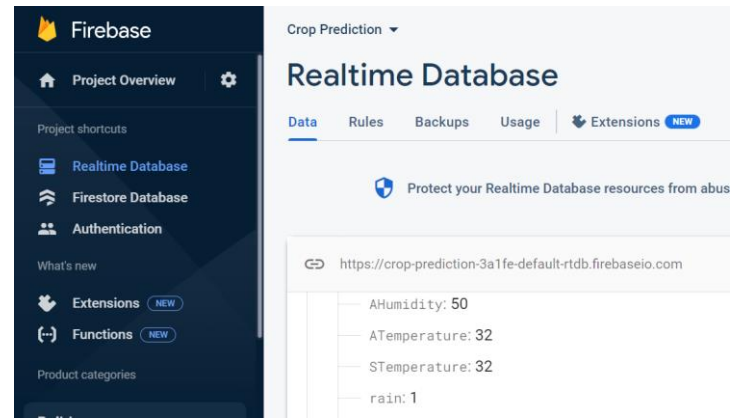 Firebase
Project Overview
Project shortcuts
Realtime Database
Firestore Database
Authentication
What's new
Extensions NEW
Functions NEW
Product categories
Crop Prediction
Realtime Database
Data Rules Backups Usage Extensions NEW
Protect your Realtime Database resources from abus
https://crop-prediction-3a1fe-default-rtdb.firebaseio.com
AHumidity: 50
ATemperature: 32
STemperature: 32
rain: 1